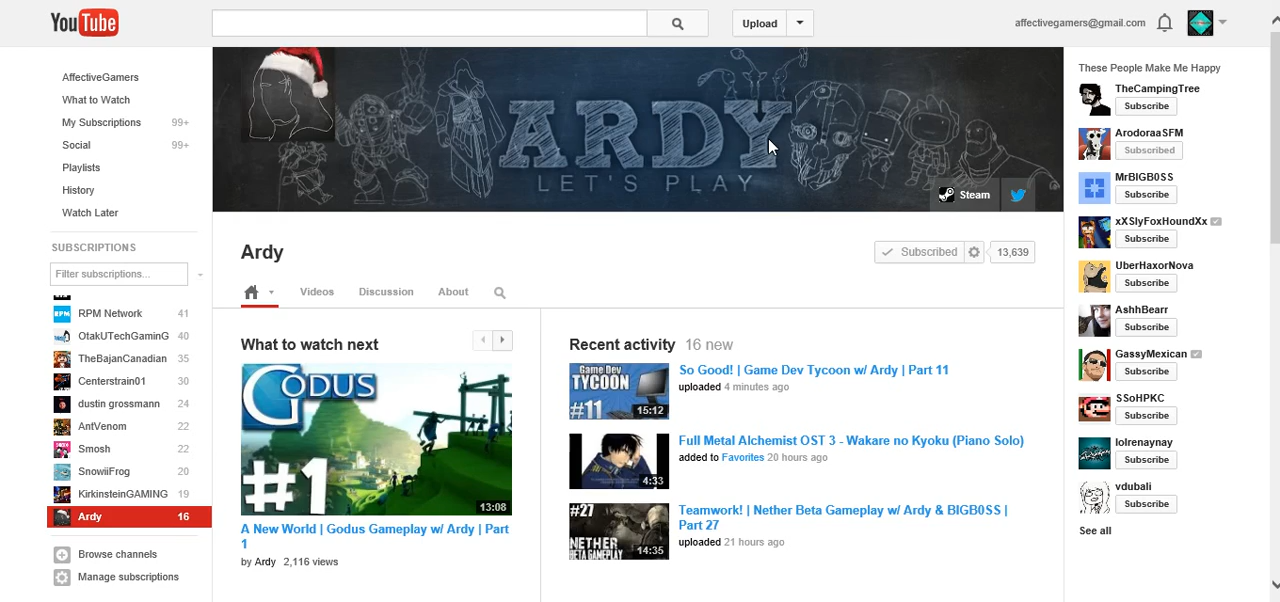 YouTube
Upload
affectivegamers@gmail.com
AffectiveGamers
What to Watch
My Subscriptions 99+
Social 99+
Playlists
History
Watch Later
SUBSCRIPTIONS
Filter subscriptions...
RPM Network 41
OtakUTechGaminG 40
TheBajanCanadian 35
Centerstrain01 30
dustin grossmann 24
AntVenom 22
Smosh 22
SnowiiFrog 20
KirkinsteinGAMING 19
Ardy 16
Browse channels
Manage subscriptions
ARDY
LET'S PLAY
Steam
Ardy
Subscribed 13,639
Videos Discussion About
What to watch next
GODUS
#1
13:08
A New World | Godus Gameplay w/ Ardy | Part
1
by Ardy 2,116 views
Recent activity 16 new
Game Dev
TYCOON
#11
15:12
So Good! | Game Dev Tycoon w/ Ardy | Part 11
uploaded 4 minutes ago
4:33
Full Metal Alchemist OST 3 - Wakare no Kyoku (Piano Solo)
added to Favorites 20 hours ago
#27
NETHER
BETA GAMEPLAY
14:35
Teamwork! | Nether Beta Gameplay w/ Ardy & BIGB0SS |
Part 27
uploaded 21 hours ago
These People Make Me Happy
TheCampingTree
Subscribe
ArodoraaSFM
Subscribed
MrBIGB0SS
Subscribe
xXSlyFoxHoundXx
Subscribe
UberHaxorNova
Subscribe
AshhBearr
Subscribe
GassyMexican
Subscribe
SSoHPKC
Subscribe
lolrenaynay
Subscribe
vdubali
Subscribe
See all